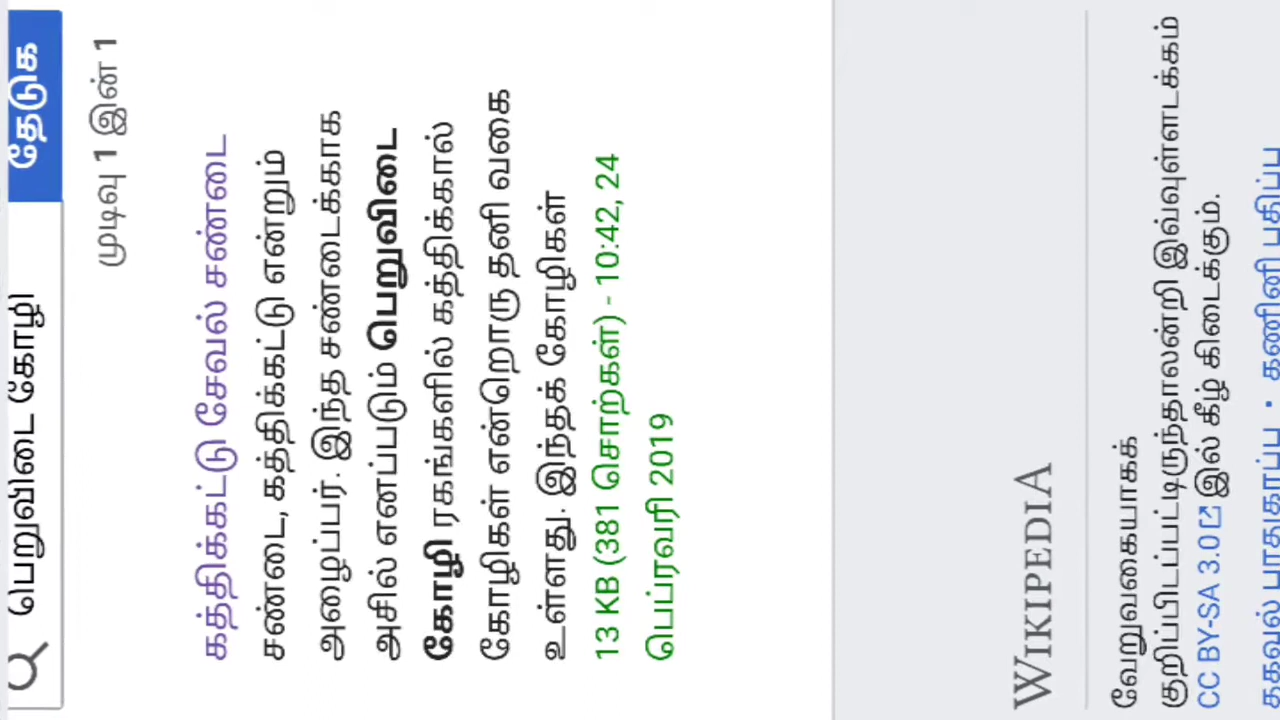 பெறுவிடை கோழி
தேடுக
முடிவு 1 இன் 1
கத்திக்கட்டு சேவல் சண்டை
சண்டை, கத்திக்கட்டு என்றும்
அழைப்பர். இந்த சண்டைக்காக
அசில் எனப்படும் பெறுவிடை
கோழி ரகங்களில் கத்திக்கால்
கோழிகள் என்றொரு தனி வகை
உள்ளது. இந்தக் கோழிகள்
13 KB (381 சொற்கள்) - 10:42, 24
பெப்ரவரி 2019
WIKIPEDIA
வேறுவகையாகக்
குறிப்பிடப்பட்டிருந்தாலன்றி இவ்வுள்ளடக்கம்
CC BY-SA 3.0 இல் கீழ் கிடைக்கும்.